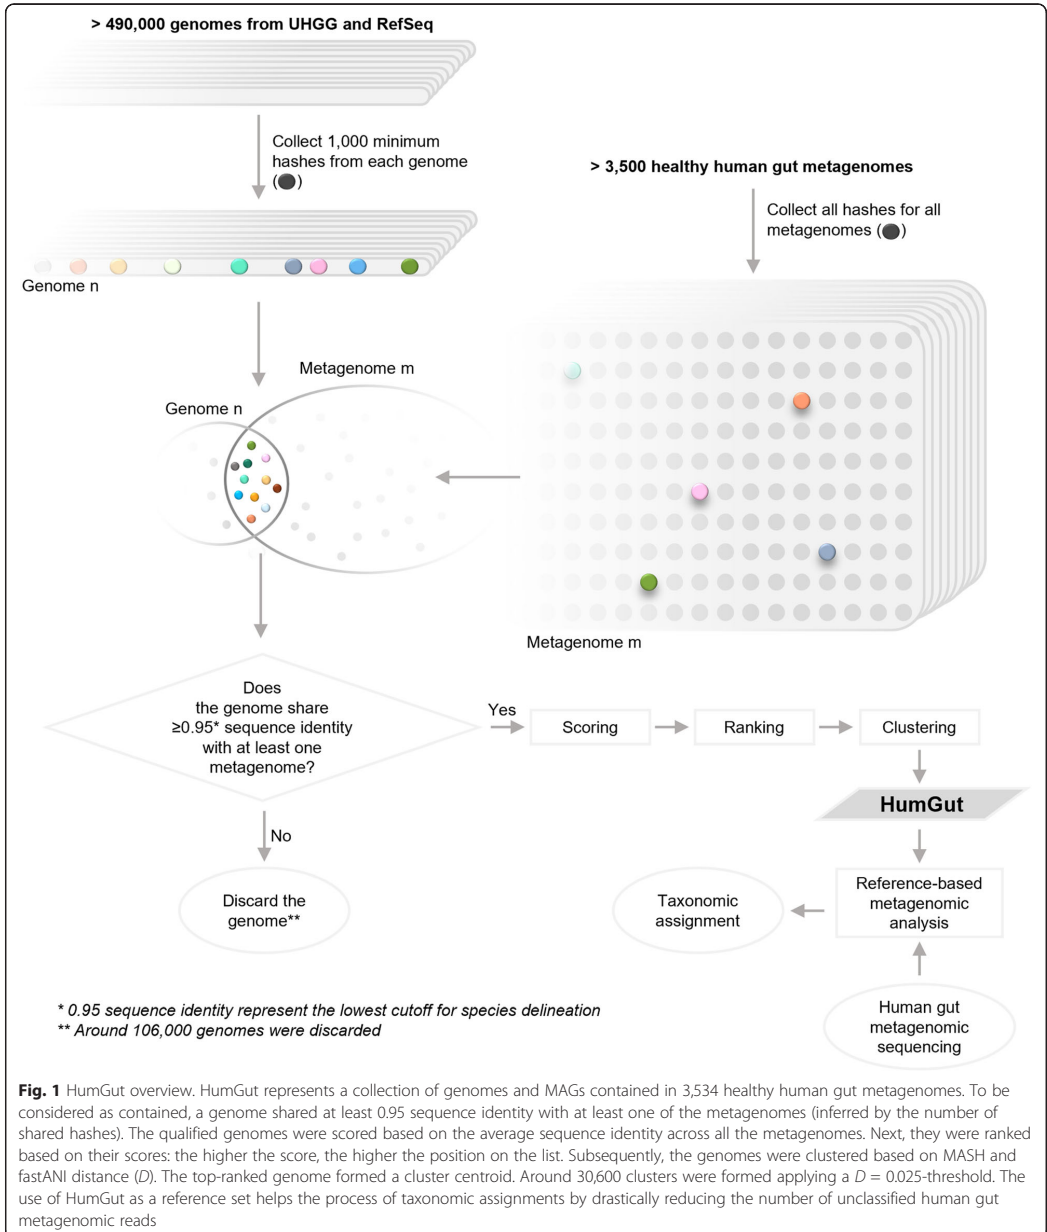 > 490,000 genomes from UHGG and RefSeq
Collect 1,000 minimum
hashes from each genome
( )
Genome n
> 3,500 healthy human gut metagenomes
Collect all hashes for all
metagenomes ( )
Metagenome m
Genome n
Metagenome m
Does
the genome share
≥0.95* sequence identity
with at least one
metagenome?
Yes
Scoring
Ranking
Clustering
HumGut
No
Discard the
genome**
Taxonomic
assignment
Reference-based
metagenomic
analysis
Human gut
metagenomic
sequencing
* 0.95 sequence identity represent the lowest cutoff for species delineation
** Around 106,000 genomes were discarded
Fig. 1 HumGut overview. HumGut represents a collection of genomes and MAGs contained in 3,534 healthy human gut metagenomes. To be
considered as contained, a genome shared at least 0.95 sequence identity with at least one of the metagenomes (inferred by the number of
shared hashes). The qualified genomes were scored based on the average sequence identity across all the metagenomes. Next, they were ranked
based on their scores: the higher the score, the higher the position on the list. Subsequently, the genomes were clustered based on MASH and
fastANI distance (D). The top-ranked genome formed a cluster centroid. Around 30,600 clusters were formed applying a D = 0.025-threshold. The
use of HumGut as a reference set helps the process of taxonomic assignments by drastically reducing the number of unclassified human gut
metagenomic reads